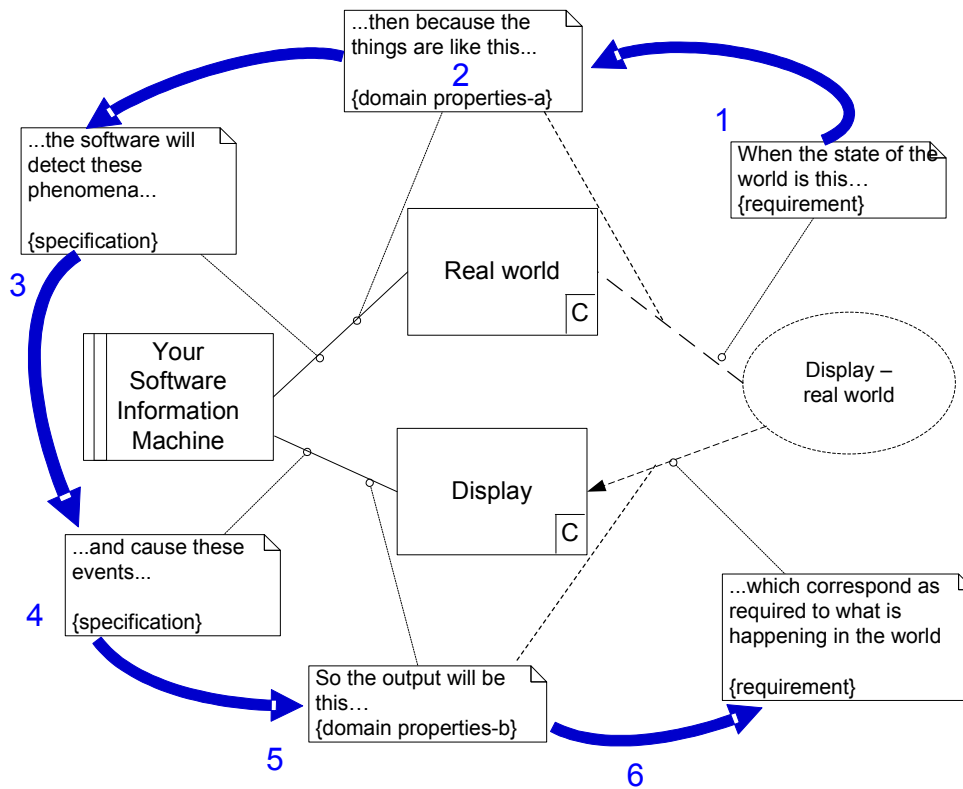 ...then because the
things are like this...
2
{domain properties-a}
1
When the state of the
world is this…
{requirement}
...the software will
detect these
phenomena...
{specification}
3
Real world
C
Your
Software
Information
Machine
Display –
real world
Display
C
...and cause these
events...
{specification}
4
...which correspond as
required to what is
happening in the world
{requirement}
So the output will be
this…
{domain properties-b}
5
6